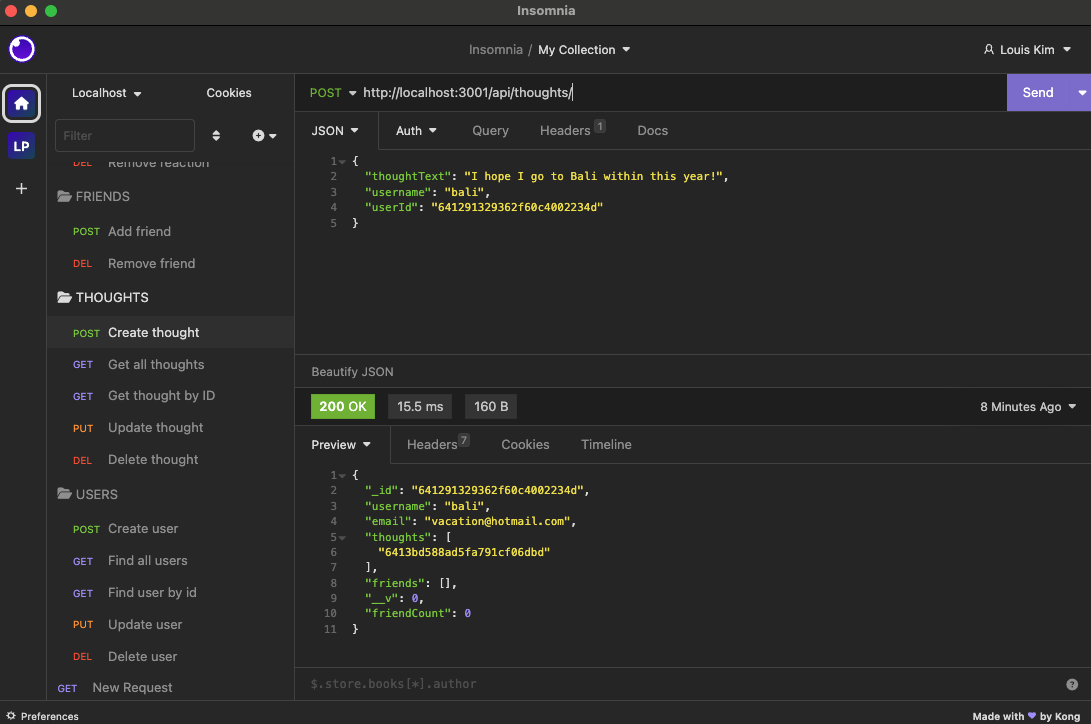 Insomnia
Insomnia / My Collection
Louis Kim
LP
Localhost
Cookies
Filter
DEL Remove reaction
FRIENDS
POST Add friend
DEL Remove friend
THOUGHTS
POST Create thought
GET Get all thoughts
GET Get thought by ID
PUT Update thought
DEL Delete thought
USERS
POST Create user
GET Find all users
GET Find user by id
PUT Update user
DEL Delete user
GET New Request
POST http://localhost:3001/api/thoughts/
Send
JSON Auth Query Headers 1 Docs
1 {
2 "thoughtText": "I hope I go to Bali within this year!",
3 "username": "bali",
4 "userId": "641291329362f60c4002234d"
5 }
Beautify JSON
200 OK 15.5 ms 160 B 8 Minutes Ago
Preview Headers 7 Cookies Timeline
1 {
2 "_id": "641291329362f60c4002234d",
3 "username": "bali",
4 "email": "vacation@hotmail.com",
5 "thoughts": [
6 "6413bd588ad5fa791cf06dbd"
7 ],
8 "friends": [],
9 "__v": 0,
10 "friendCount": 0
11 }
$.store.books[*].author
?
Preferences
Made with ♥ by Kong